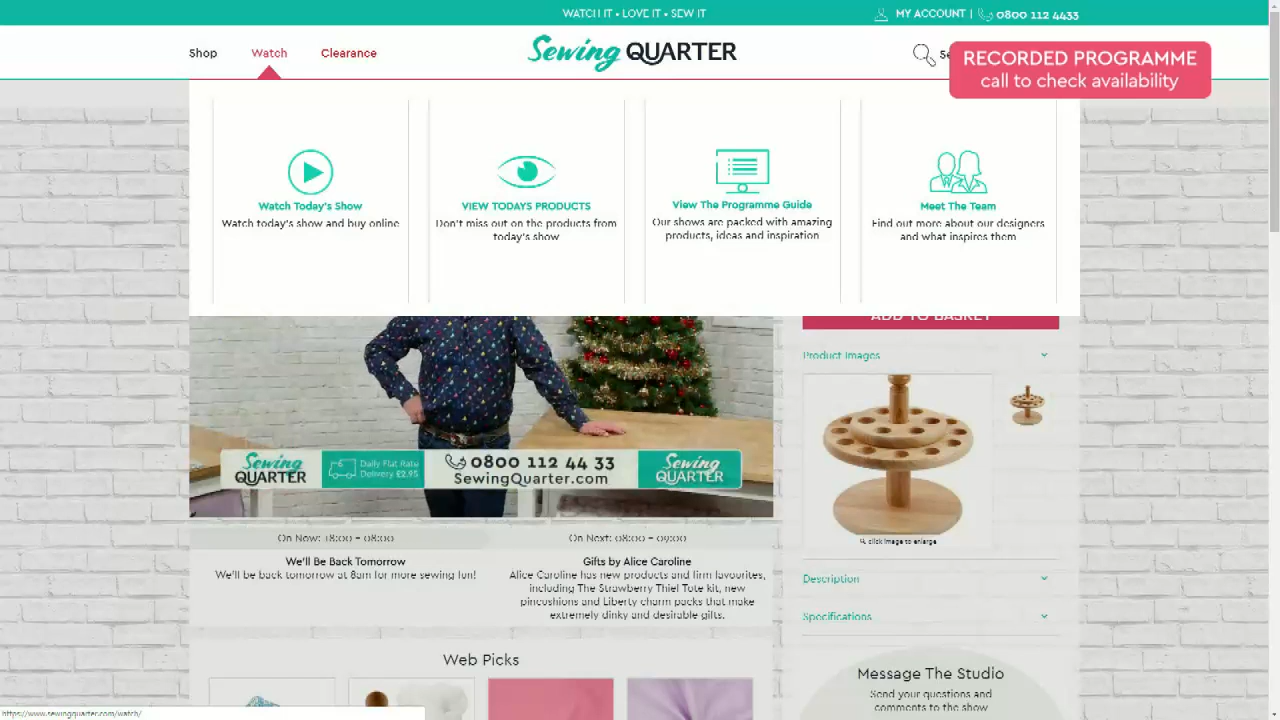 WATCH IT • LOVE IT • SEW IT
MY ACCOUNT | 0800 112 4433
Shop Watch Clearance
Sewing QUARTER
RECORDED PROGRAMME
call to check availability
Watch Today's Show
Watch today's show and buy online
VIEW TODAYS PRODUCTS
Don't miss out on the products from
today's show
View The Programme Guide
Our shows are packed with amazing
products, ideas and inspiration
Meet The Team
Find out more about our designers
and what inspires them
ADD TO BASKET
Product Images
click image to enlarge
Sewing QUARTER
Daily Flat Rate
Delivery £2.95
0800 112 44 33
SewingQuarter.com
Sewing QUARTER
On Now: 18:00 - 08:00
We'll Be Back Tomorrow
We'll be back tomorrow at 8am for more sewing fun!
On Next: 08:00 - 09:00
Gifts by Alice Caroline
Alice Caroline has new products and firm favourites,
including The Strawberry Thief Tute kit, new
pincushions and Liberty charm packs that make
extremely dinky and desirable gifts.
Description
Specifications
Web Picks
Message The Studio
Send your questions and
comments to the show
https://www.sewingquarter.com/watch/